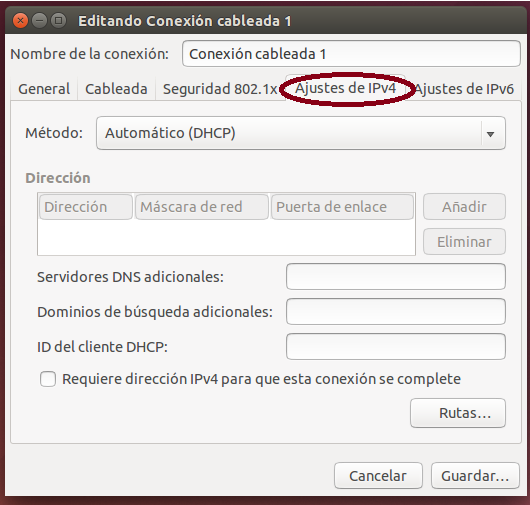 Editando Conexión cableada 1
Nombre de la conexión: Conexión cableada 1
General Cableada Seguridad 802.1x Ajustes de IPv4 Ajustes de IPv6
Método: Automático (DHCP)
Dirección
Dirección Máscara de red Puerta de enlace Añadir
Eliminar
Servidores DNS adicionales:
Dominios de búsqueda adicionales:
ID del cliente DHCP:
Requiere dirección IPv4 para que esta conexión se complete
Rutas...
Cancelar Guardar...